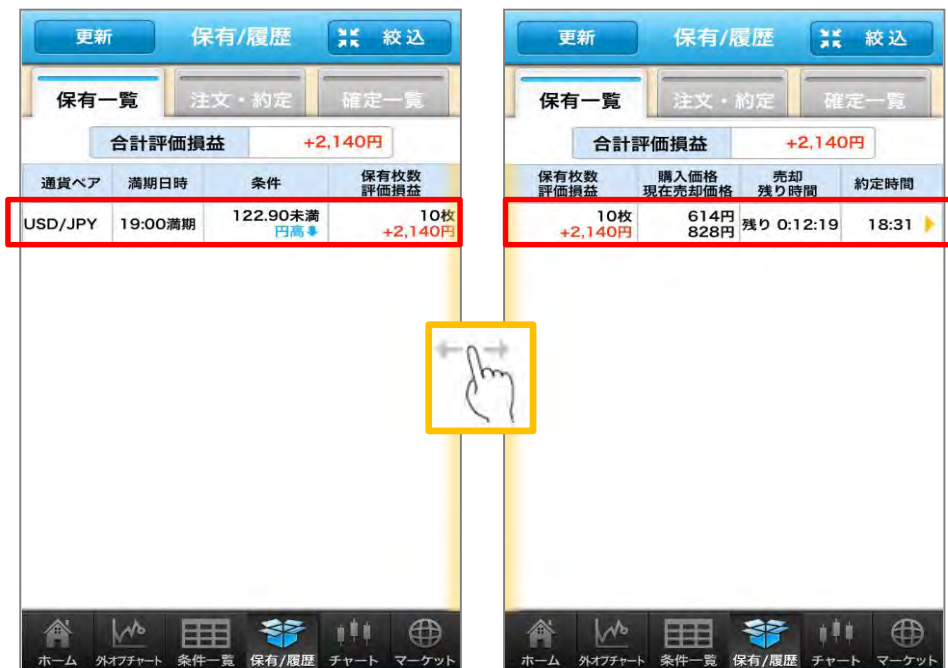 更新 保有/履歴 絞込
保有一覧 注文・約定 確定一覧
合計評価損益 +2,140円
通貨ペア 満期日時 条件 保有枚数
評価損益
USD/JPY 19:00満期 122.90未満 10枚
円高 +2,140円
ホーム 外オプチャート 条件一覧 保有/履歴 チャート マーケット
更新 保有/履歴 絞込
保有一覧 注文・約定 確定一覧
合計評価損益 +2,140円
保有枚数 購入価格 売却 約定時間
評価損益 現在売却価格 残り時間
10枚 614円 残り 0:12:19 18:31
+2,140円 828円
ホーム 外オプチャート 条件一覧 保有/履歴 チャート マーケット